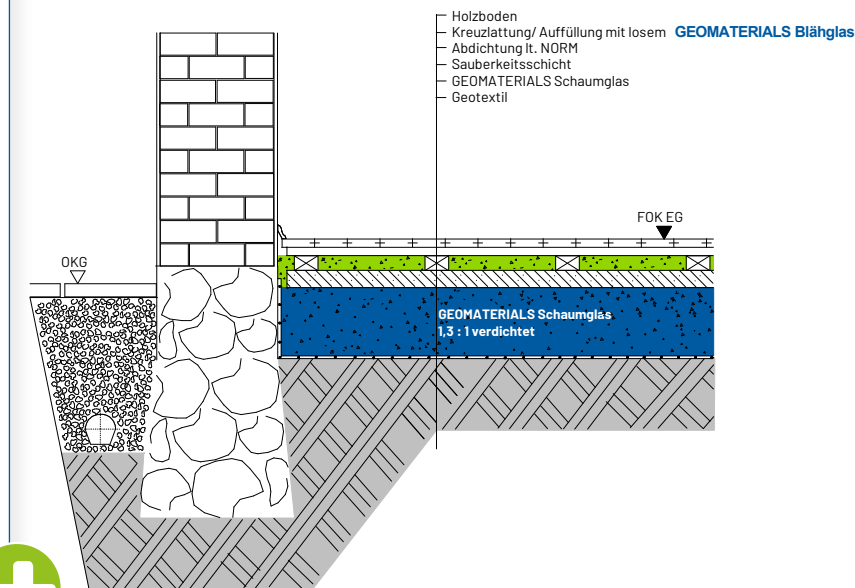 Holzboden
Kreuzlattung/ Auffüllung mit losem GEOMATERIALS Blähglas
Abdichtung lt. NORM
Sauberkeitsschicht
GEOMATERIALS Schaumglas
Geotextil
FOK EG
OKG
GEOMATERIALS Schaumglas
1,3 : 1 verdichtet